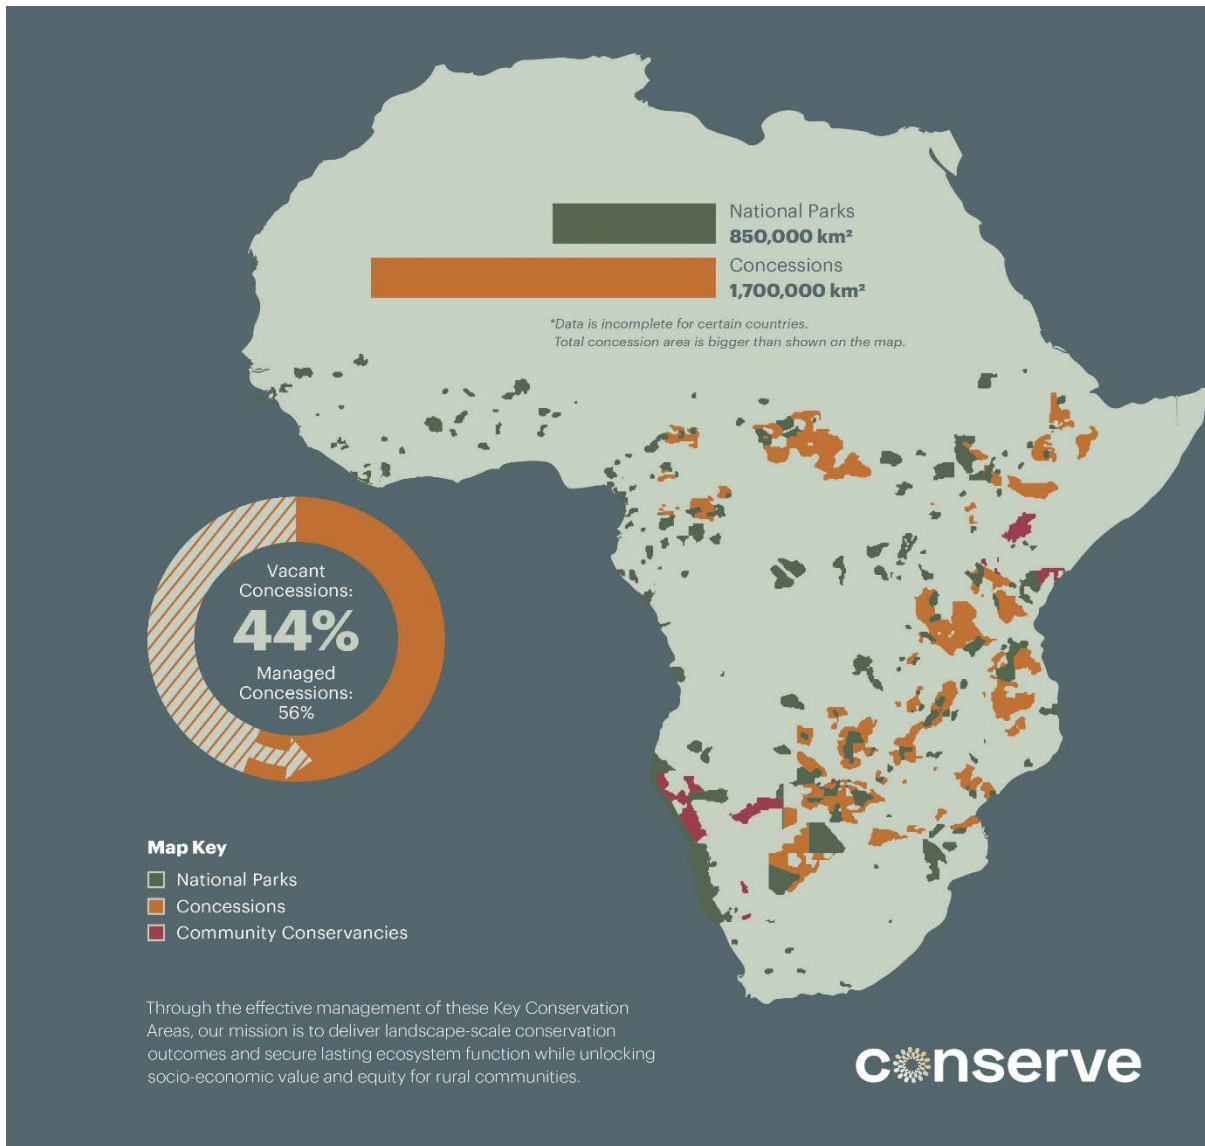 National Parks
850,000 km²
Concessions
1,700,000 km²
*Data is incomplete for certain countries.
Total concession area is bigger than shown on the map.
Vacant
Concessions:
44%
Managed
Concessions:
56%
Map Key
National Parks
Concessions
Community Conservancies
Through the effective management of these Key Conservation
Areas, our mission is to deliver landscape-scale conservation
outcomes and secure lasting ecosystem function while unlocking
socio-economic value and equity for rural communities.
conserve